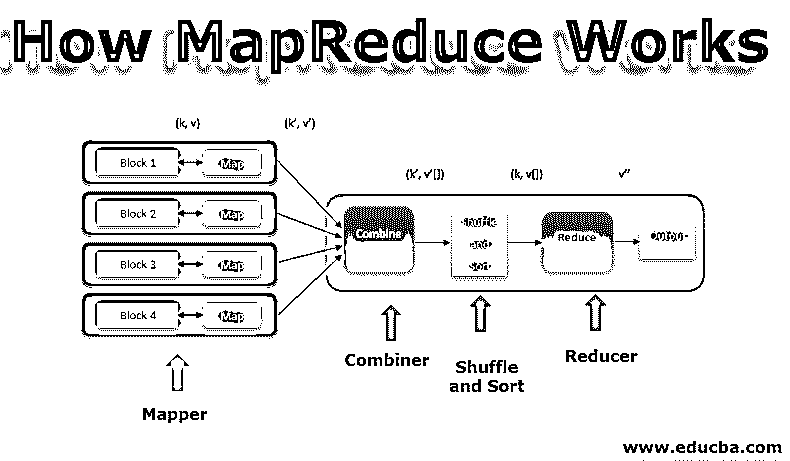 How MapReduce Works
(k, v)
(k', v')
(k', v'[])
(k, v[])
v''
Block 1
Map
Block 2
Map
Block 3
Map
Block 4
Map
Combine
Shuffle
and
Sort
Reduce
Output
Mapper
Combiner
Shuffle
and Sort
Reducer
www.educba.com